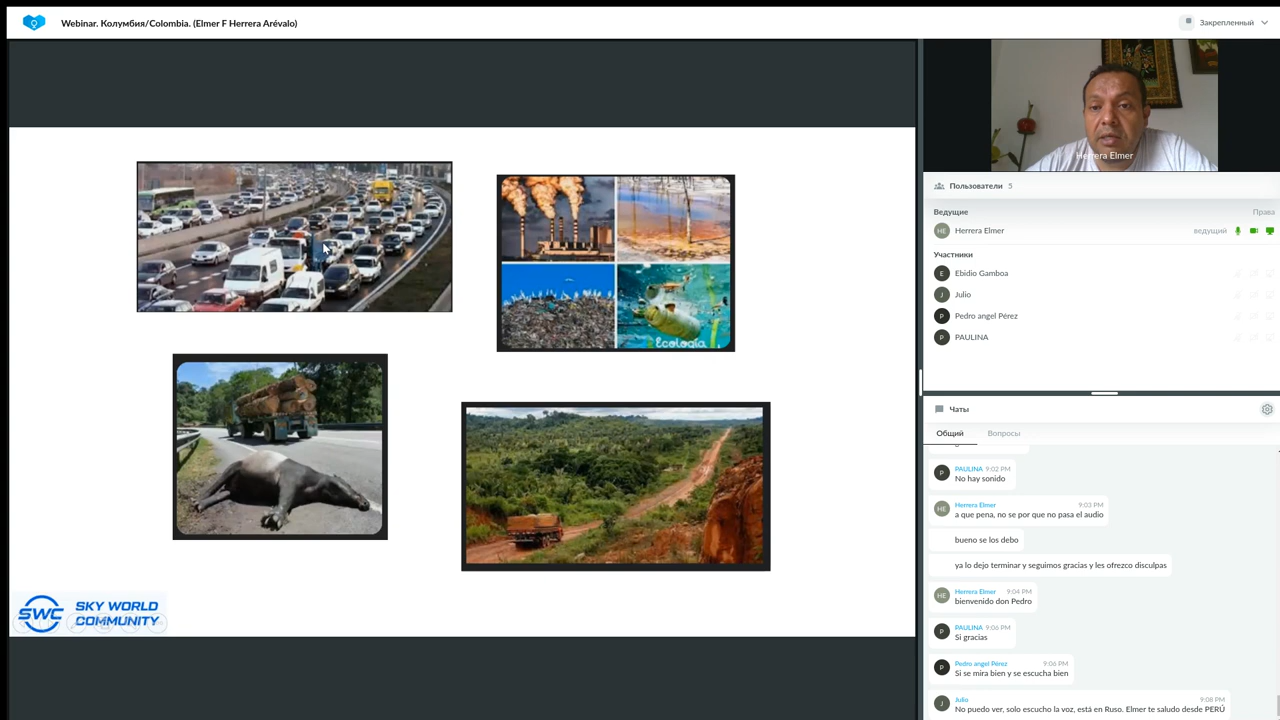 Webinar. Колумбия/Colombia. (Elmer F Herrera Arévalo)
Закрепленный
Ecología
SWC SKY WORLD
COMMUNITY
Herrera Elmer
Пользователи 5
Ведущие Права
HE Herrera Elmer ведущий
Участники
E Ebidio Gamboa
J Julio
P Pedro angel Pérez
P PAULINA
Чаты
Общий Вопросы
P PAULINA 9:02 PM
No hay sonido
HE Herrera Elmer 9:03 PM
a que pena, no se por que no pasa el audio
bueno se los debo
ya lo dejo terminar y seguimos gracias y les ofrezco disculpas
HE Herrera Elmer 9:04 PM
bienvenido don Pedro
P PAULINA 9:06 PM
Si gracias
P Pedro angel Pérez 9:06 PM
Si se mira bien y se escucha bien
J Julio 9:08 PM
No puedo ver, solo escucho la voz, está en Ruso. Elmer te saludo desde PERÚ